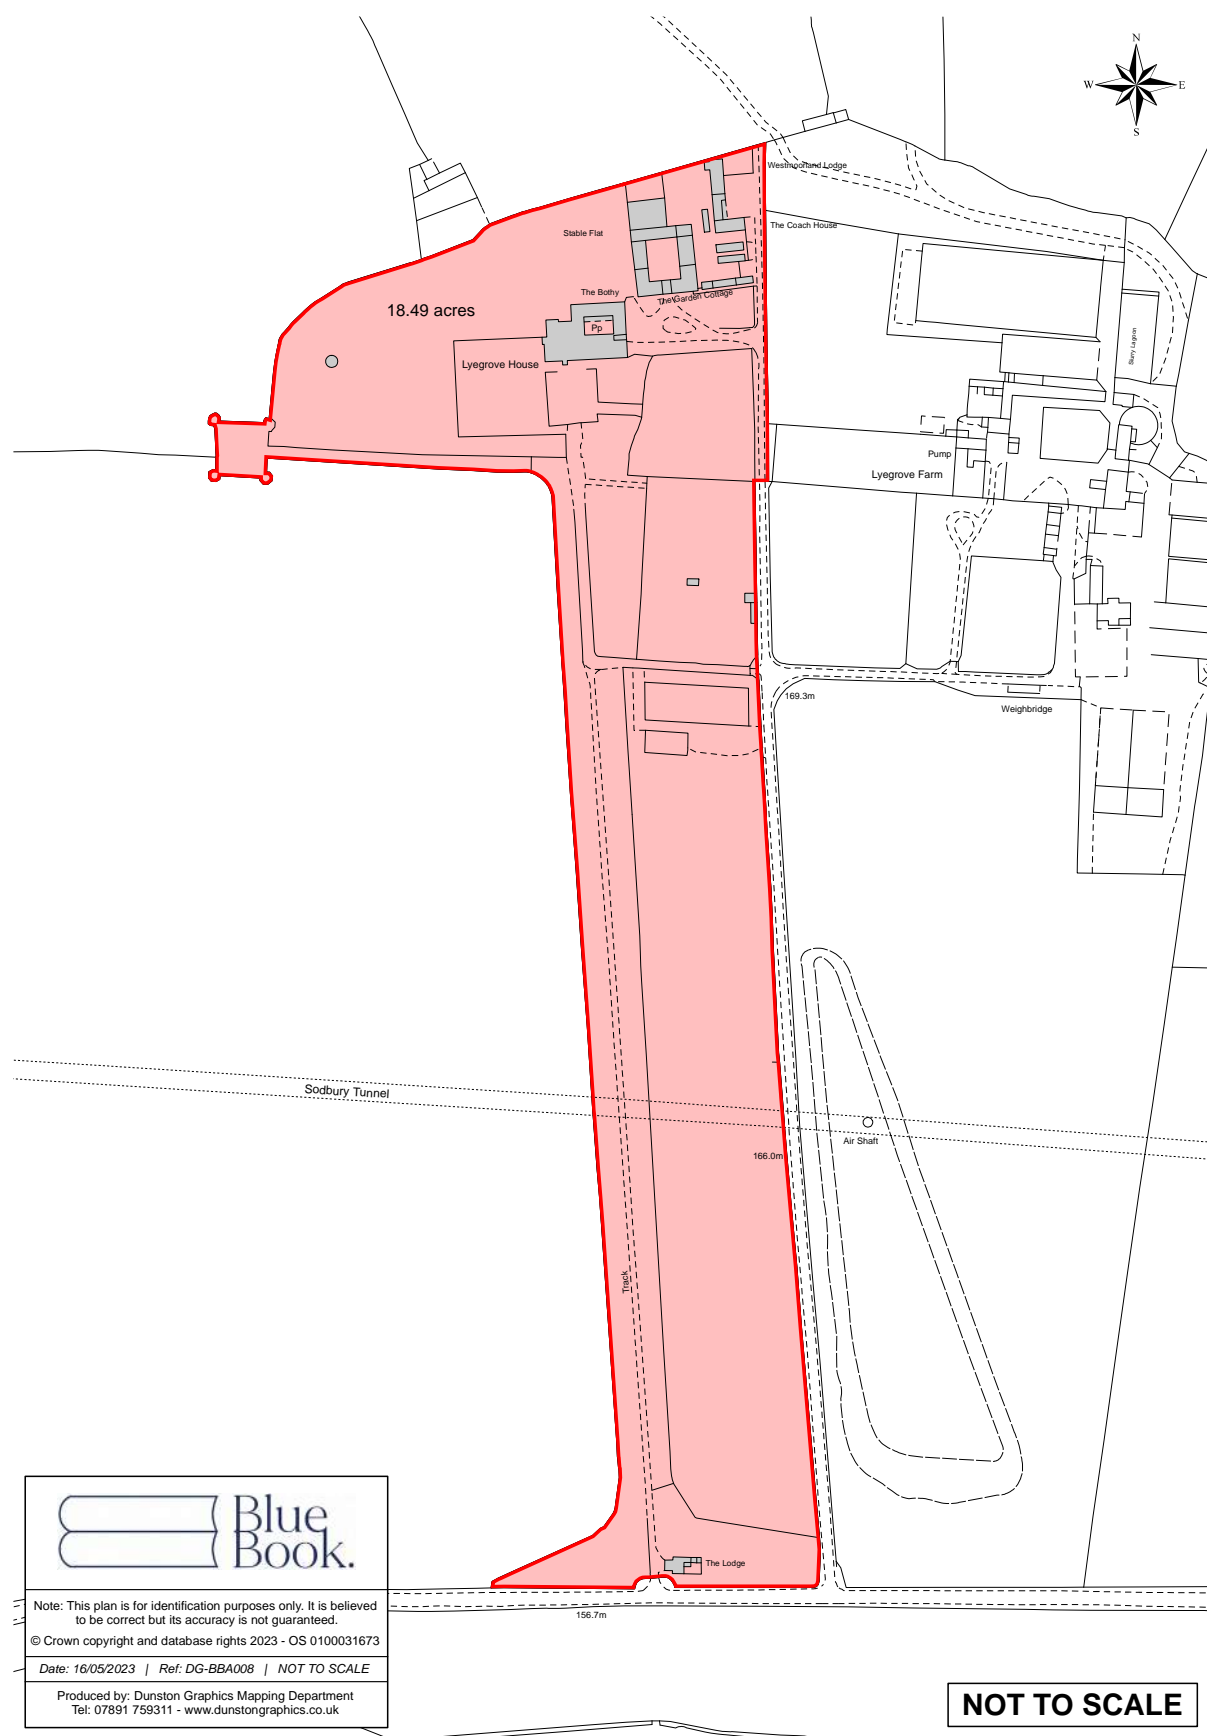 N
W
E
S
Westmoorland Lodge
The Coach House
Stable Flat
The Bothy
The Garden Cottage
18.49 acres
Pp
Lyegrove House
Slurry Lagoon
Pump
Lyegrove Farm
169.3m
Weighbridge
Sodbury Tunnel
Air Shaft
166.0m
Track
The Lodge
156.7m
Blue
Book.
Note: This plan is for identification purposes only. It is believed
to be correct but its accuracy is not guaranteed.
© Crown copyright and database rights 2023 - OS 0100031673
Date: 16/05/2023 | Ref: DG-BBA008 | NOT TO SCALE
Produced by: Dunston Graphics Mapping Department
Tel: 07891 759311 - www.dunstongraphics.co.uk
NOT TO SCALE